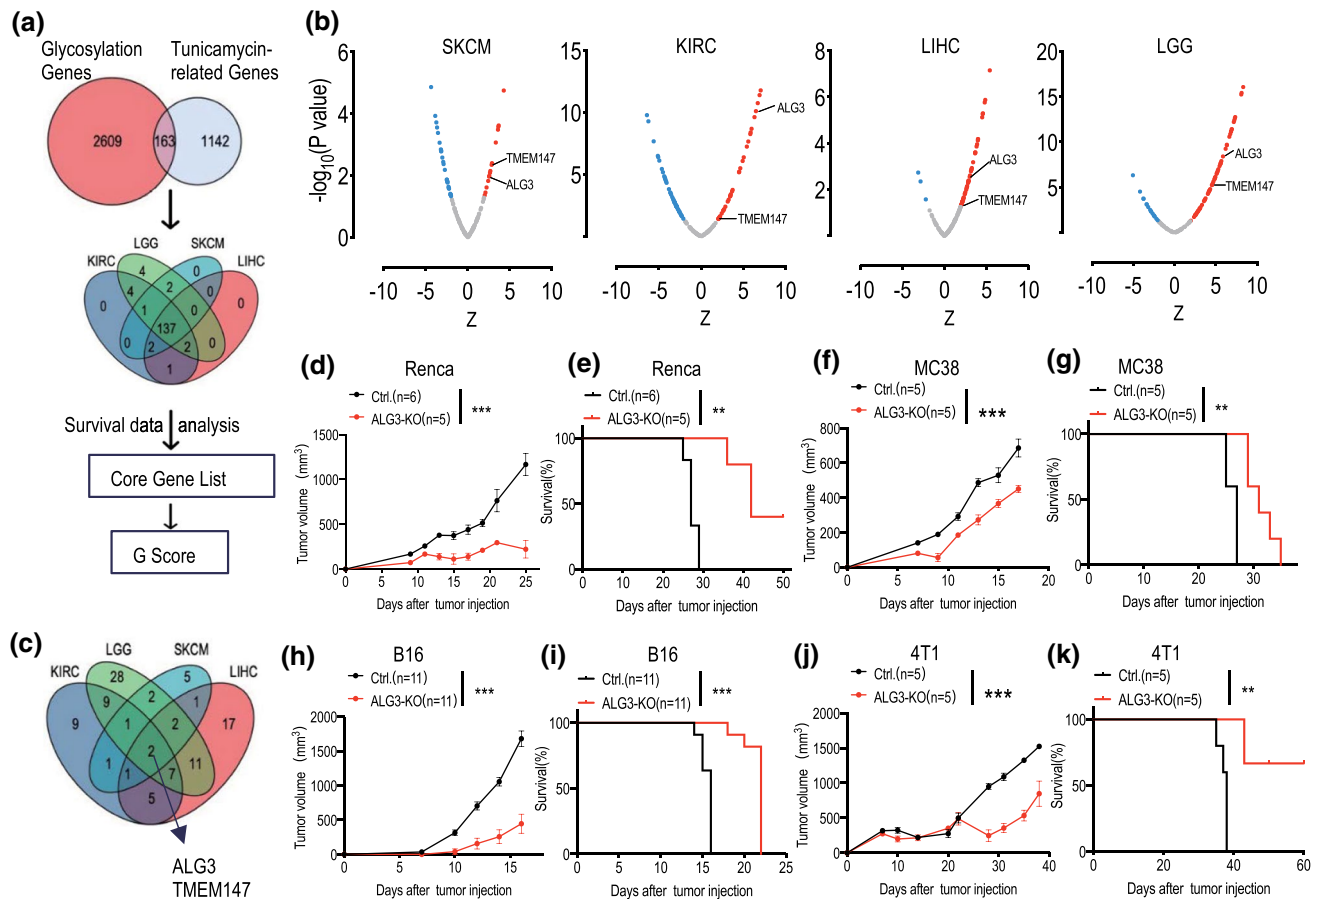 (a)
Glycosylation
Genes
Tunicamycin-
related Genes
2609
163
1142
KIRC
LGG
SKCM
LIHC
4
0
4
2
0
0
1
0
0
137
0
2
2
0
1
Survival data analysis
Core Gene List
G Score
(b)
SKCM
KIRC
LIHC
LGG
-log10(P value)
6
4
2
0
TMEM147
ALG3
-10
-5
0
5
10
Z
15
10
5
0
ALG3
TMEM147
-10
-5
0
5
10
Z
8
6
4
2
0
ALG3
TMEM147
-10
-5
0
5
10
Z
20
15
10
5
0
ALG3
TMEM147
-10
-5
0
5
10
Z
(c)
KIRC
LGG
SKCM
LIHC
28
5
9
2
1
9
1
2
17
2
1
1
7
11
5
ALG3
TMEM147
(d)
Renca
Ctrl.(n=6)
ALG3-KO(n=5)
***
Tumor volume (mm3)
1500
1000
500
0
0
5
10
15
20
25
Days after tumor injection
(e)
Renca
Ctrl.(n=6)
ALG3-KO(n=5)
**
Survival(%)
100
50
0
0
10
20
30
40
50
Days after tumor injection
(f)
MC38
Ctrl.(n=5)
ALG3-KO(n=5)
***
Tumor volume (mm3)
800
600
400
200
0
0
5
10
15
20
Days after tumor injection
(g)
MC38
Ctrl.(n=5)
ALG3-KO(n=5)
**
Survival(%)
100
50
0
0
10
20
30
Days after tumor injection
(h)
B16
Ctrl.(n=11)
ALG3-KO(n=11)
***
Tumor volume (mm3)
2000
1500
1000
500
0
0
5
10
15
Days after tumor injection
(i)
B16
Ctrl.(n=11)
ALG3-KO(n=11)
***
Survival(%)
100
50
0
0
5
10
15
20
25
Days after tumor injection
(j)
4T1
Ctrl.(n=5)
ALG3-KO(n=5)
***
Tumor volume (mm3)
2000
1500
1000
500
0
0
10
20
30
40
Days after tumor injection
(k)
4T1
Ctrl.(n=5)
ALG3-KO(n=5)
**
Survival(%)
100
50
0
0
20
40
60
Days after tumor injection